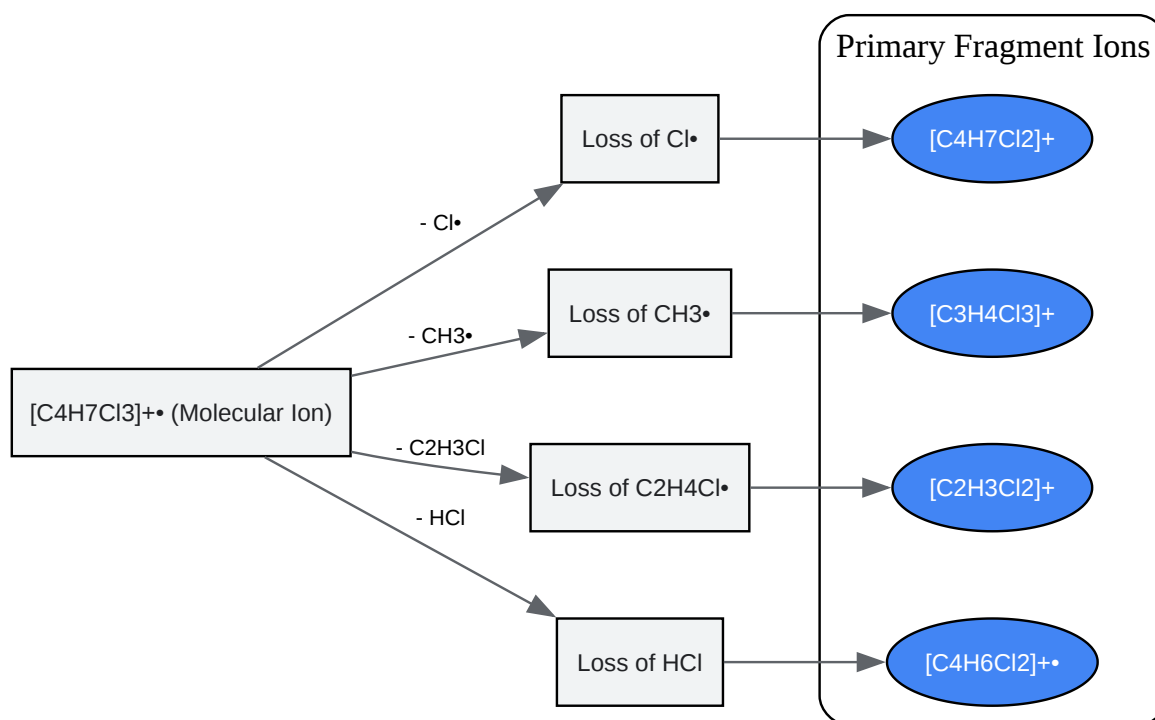 Primary Fragment Ions
Loss of Cl•
[C4H7Cl2]+
- Cl•
Loss of CH3•
[C3H4Cl3]+
- CH3•
[C4H7Cl3]+• (Molecular Ion)
- C2H3Cl
Loss of C2H4Cl•
[C2H3Cl2]+
- HCl
Loss of HCl
[C4H6Cl2]+•